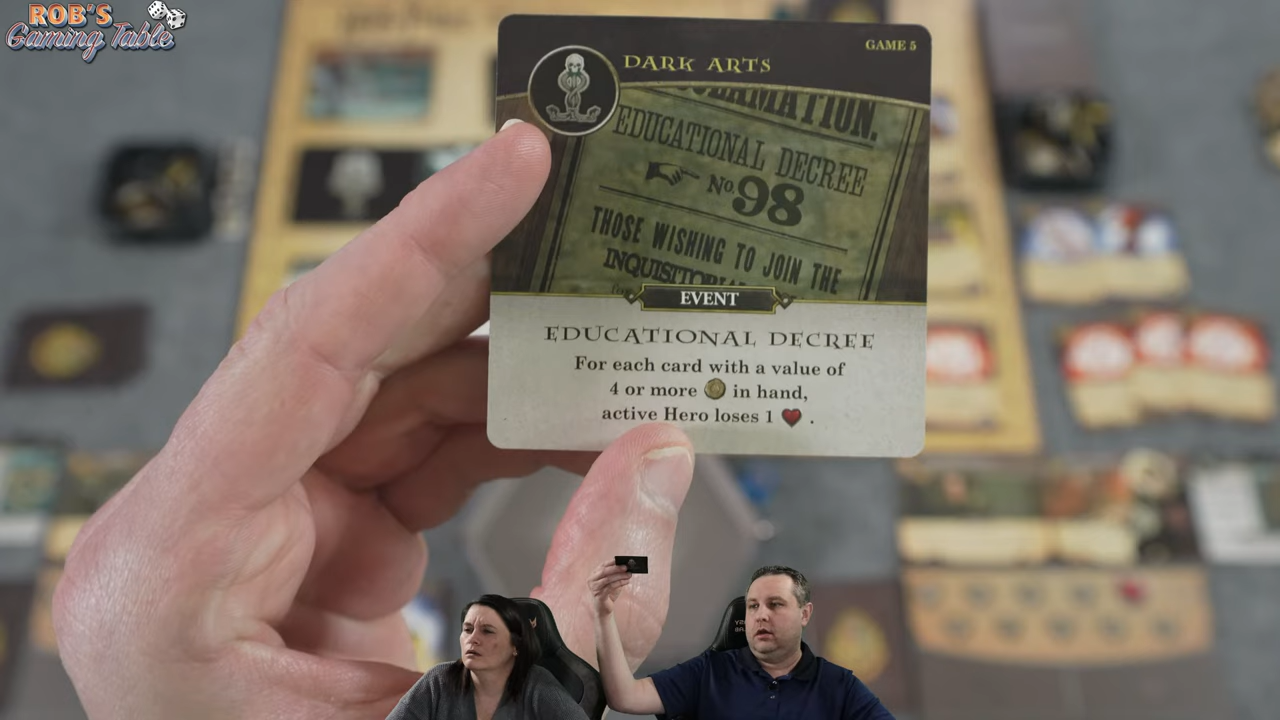 ROB'S
Gaming Table
GAME 5
DARK ARTS
PROCLAMATION.
EDUCATIONAL DECREE
No. 98
THOSE WISHING TO JOIN THE
EVENT
EDUCATIONAL DECREE
For each card with a value of
4 or more in hand,
active Hero loses 1 .